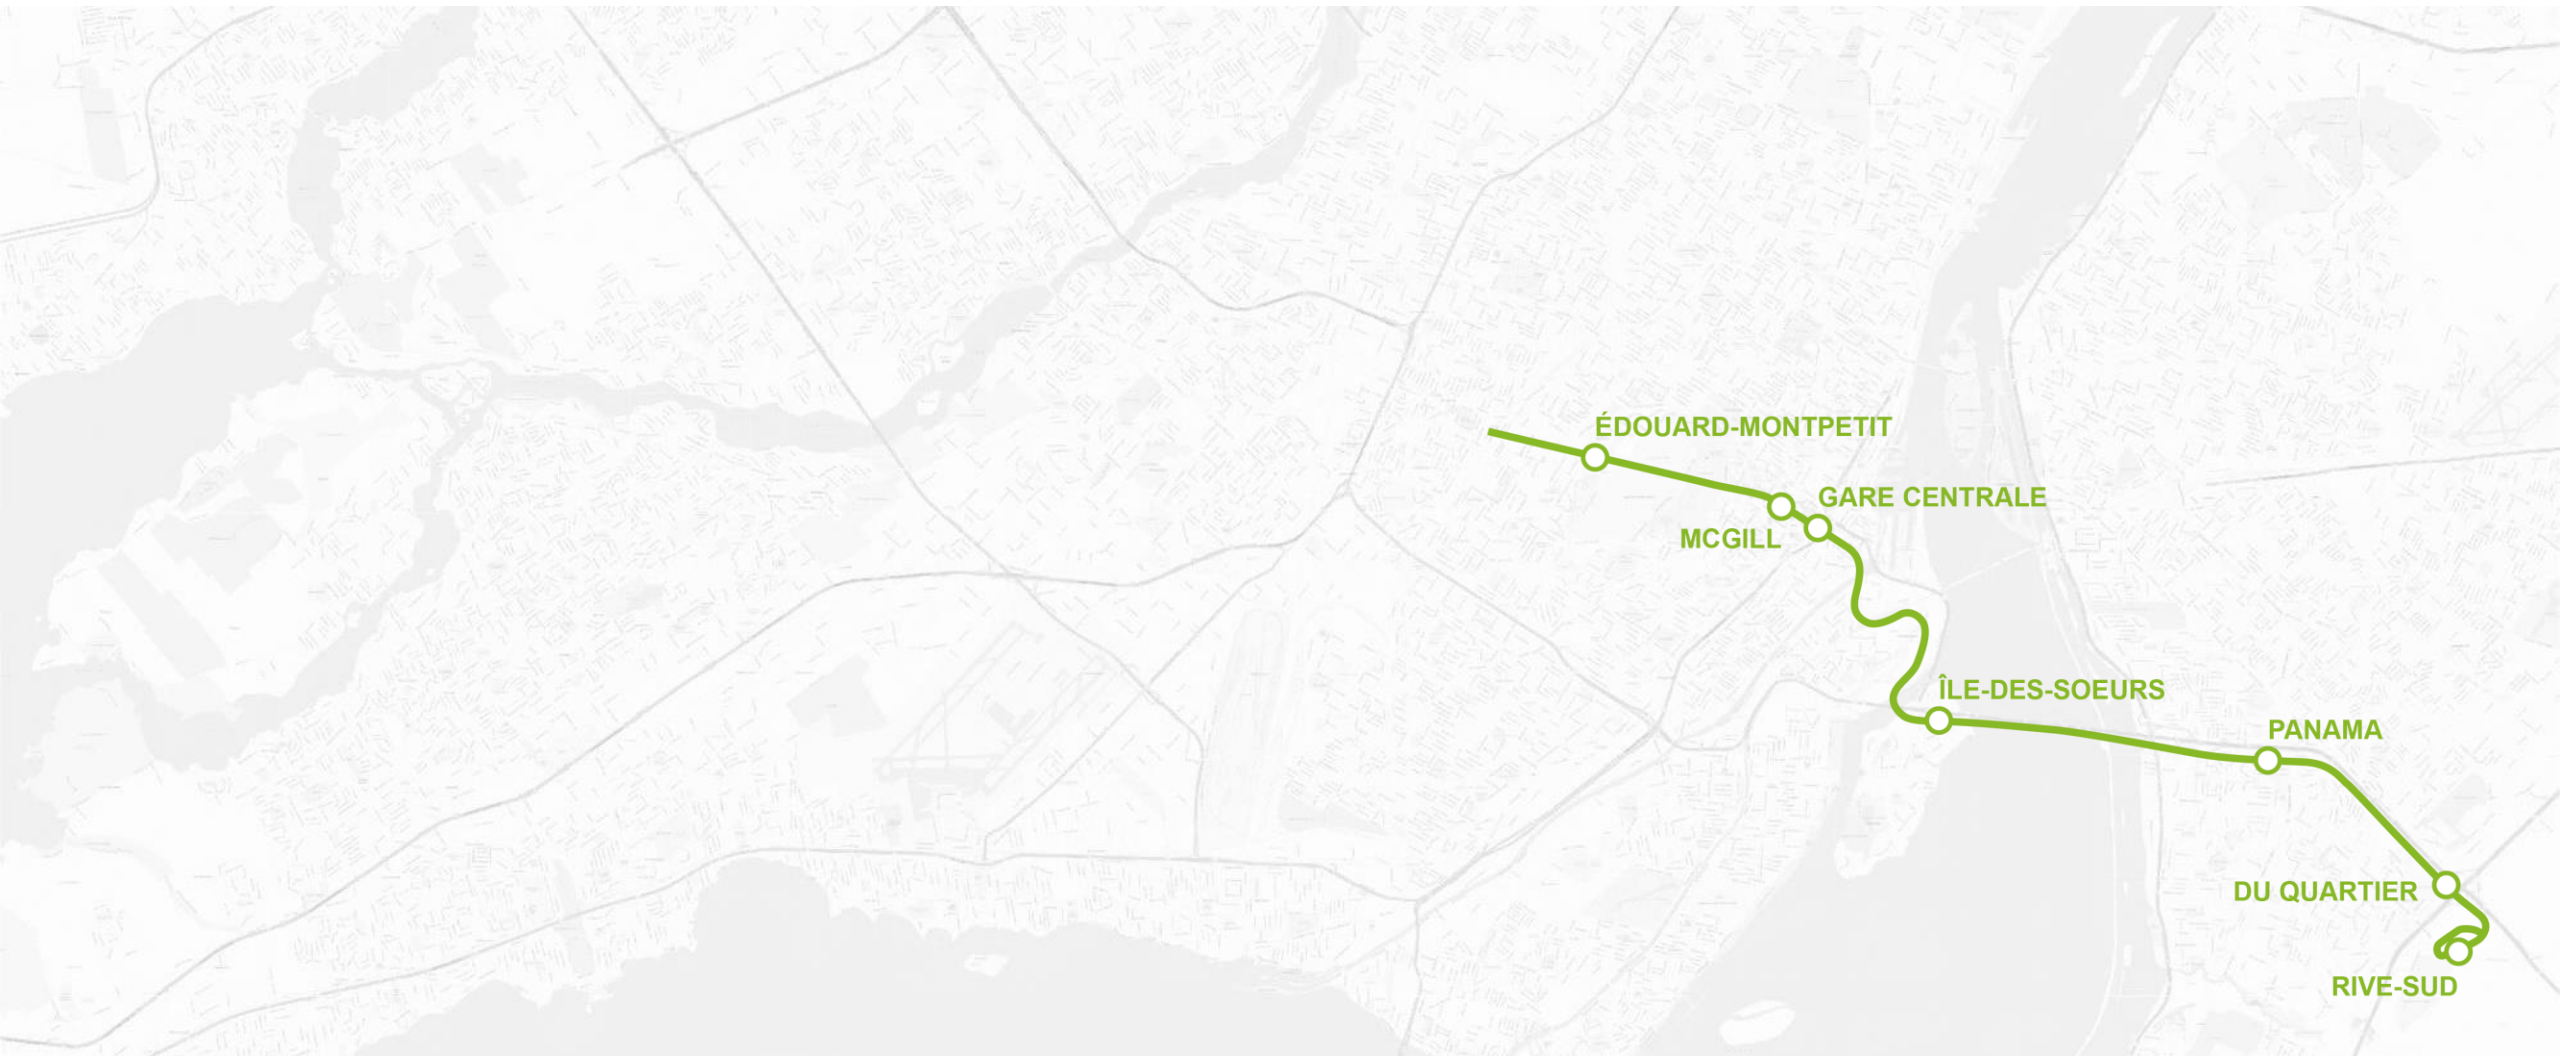 ÉDOUARD-MONTPETIT
GARE CENTRALE
MCGILL
ÎLE-DES-SOEURS
PANAMA
DU QUARTIER
RIVE-SUD